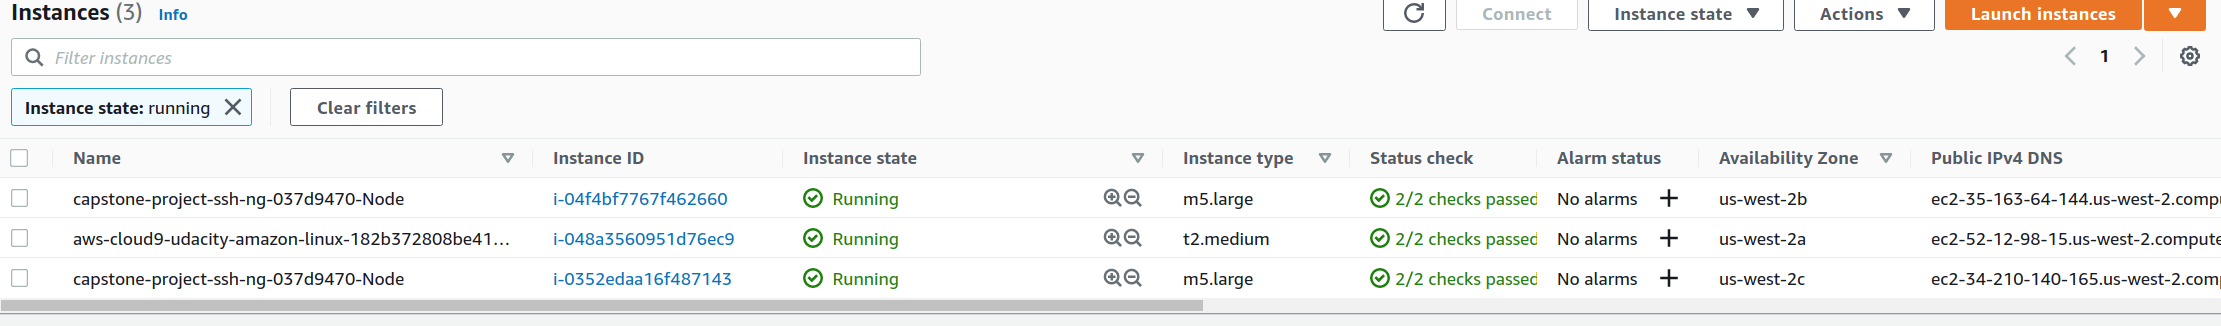 Instances (3) Info Connect Instance state Actions Launch instances
Filter instances 1
Instance state: running Clear filters
Name Instance ID Instance state Instance type Status check Alarm status Availability Zone Public IPv4 DNS
capstone-project-ssh-ng-037d9470-Node i-04f4bf7767f462660 Running m5.large 2/2 checks passed No alarms us-west-2b ec2-35-163-64-144.us-west-2.comp
aws-cloud9-udacity-amazon-linux-182b372808be41... i-048a3560951d76ec9 Running t2.medium 2/2 checks passed No alarms us-west-2a ec2-52-12-98-15.us-west-2.compute
capstone-project-ssh-ng-037d9470-Node i-0352edaa16f487143 Running m5.large 2/2 checks passed No alarms us-west-2c ec2-34-210-140-165.us-west-2.com